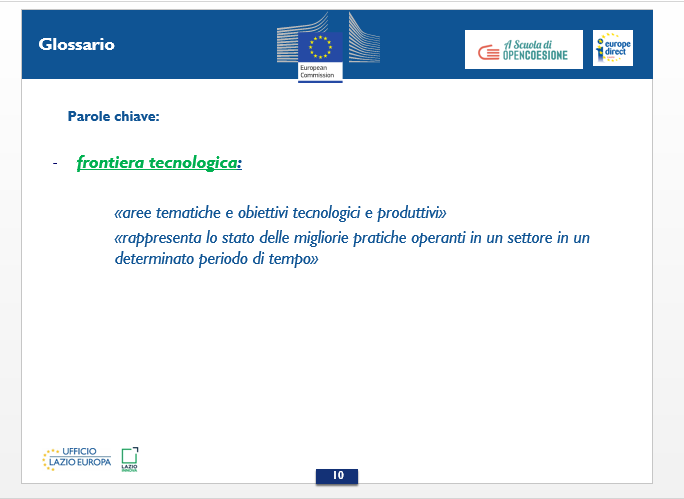 Glossario
European
Commission
A Scuola di
OPENCOESIONE
europe
direct
Parole chiave:
- frontiera tecnologica:
«aree tematiche e obiettivi tecnologici e produttivi»
«rappresenta lo stato delle migliorie pratiche operanti in un settore in un
determinato periodo di tempo»
UFFICIO
LAZIO EUROPA
LAZIO
INNOVA
10